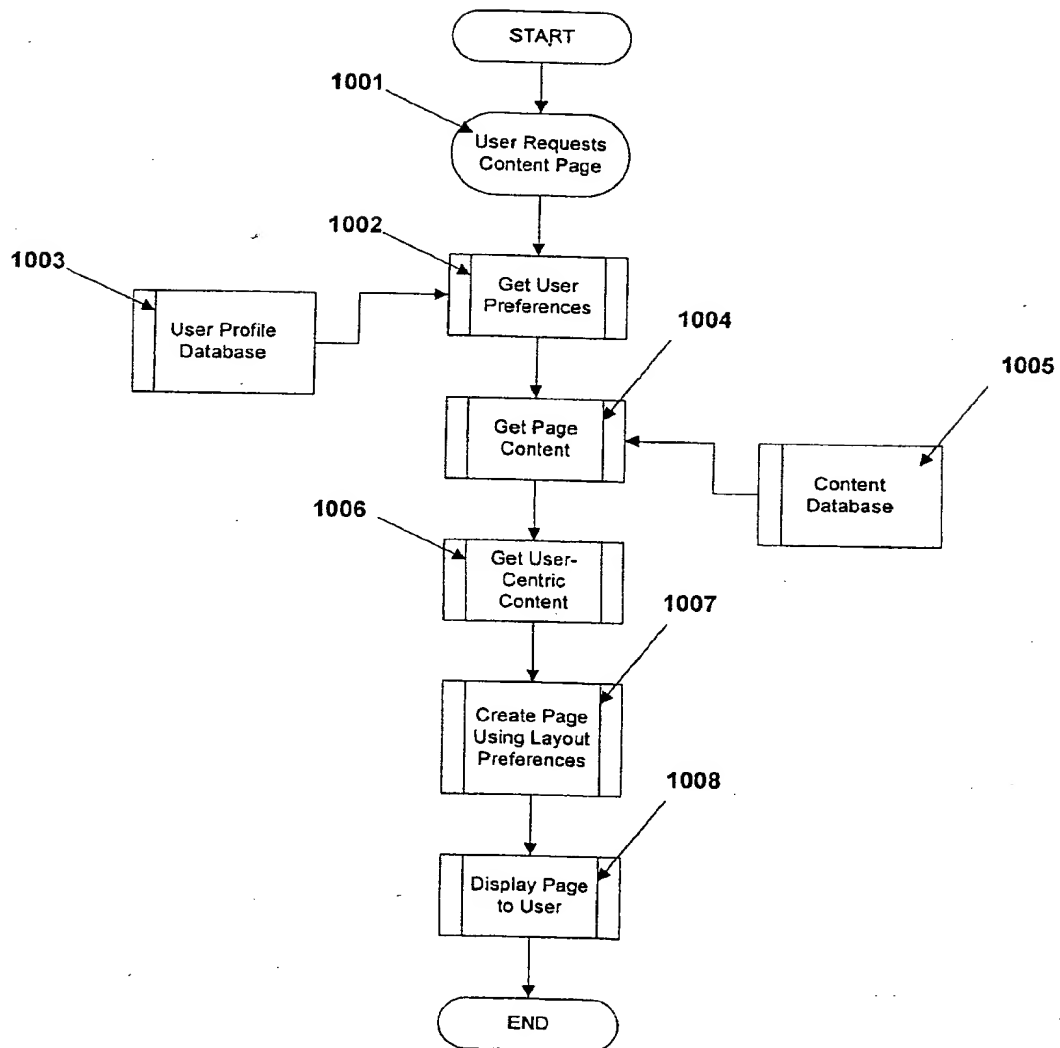 START
1001
User Requests
Content Page
1002
1003
Get User
Preferences
User Profile
Database
1004
1005
Get Page
Content
Content
Database
1006
Get User-
Centric
Content
1007
Create Page
Using Layout
Preferences
1008
Display Page
to User
END